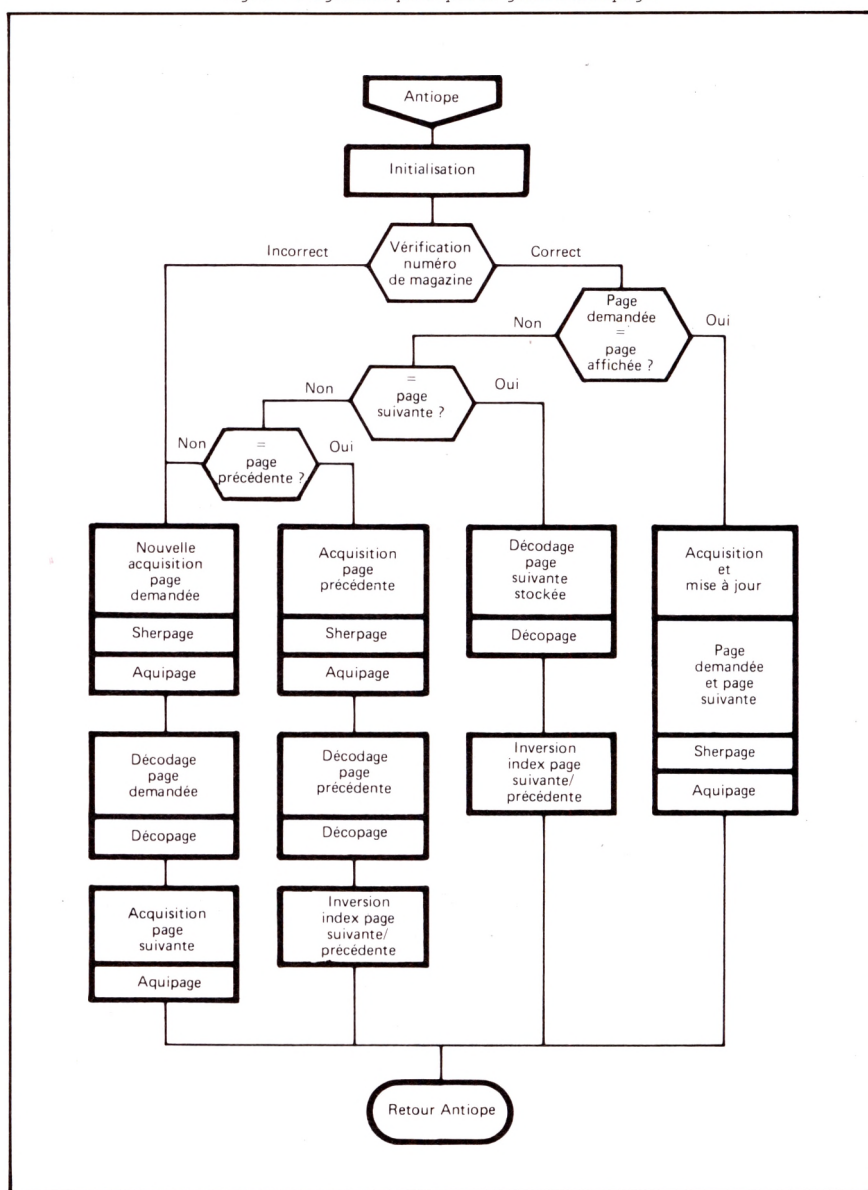 Antiope
Initialisation
Incorrect
Vérification
numéro
de magazine
Correct
Page
demandée
=
page
affichée ?
Non
Oui
=
page
suivante ?
Non
Oui
=
page
précédente ?
Non
Oui
Nouvelle
acquisition
page
demandée
Sherpage
Aquipage
Décodage
page
demandée
Décopage
Acquisition
page
suivante
Aquipage
Acquisition
page
précédente
Sherpage
Aquipage
Décodage
page
précédente
Décopage
Inversion
index page
suivante/
précédente
Décodage
page
suivante
stockée
Décopage
Inversion
index page
suivante/
précédente
Acquisition
et
mise à jour
Page
demandée
et page
suivante
Sherpage
Aquipage
Retour Antiope